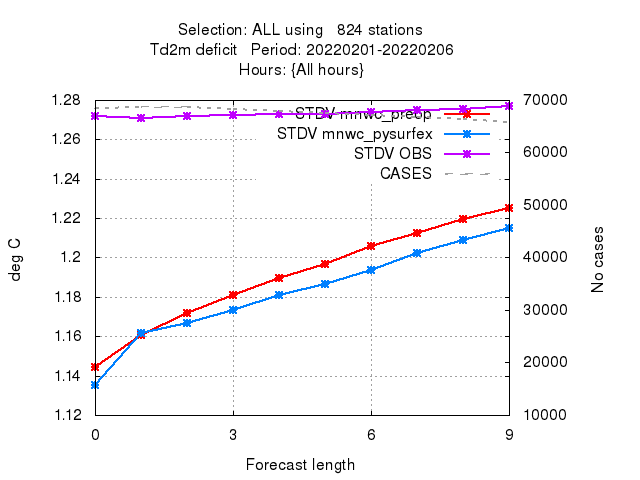 Selection: ALL using   824 stations
Td2m deficit   Period: 20220201-20220206
Hours: {All hours}
1.28
1.26
1.24
1.22
1.2
1.18
1.16
1.14
1.12
70000
60000
50000
40000
30000
20000
10000
deg C
No cases
STDV mnwc_preop
STDV mnwc_pysurfex
STDV OBS
CASES
0 3 6 9
Forecast length